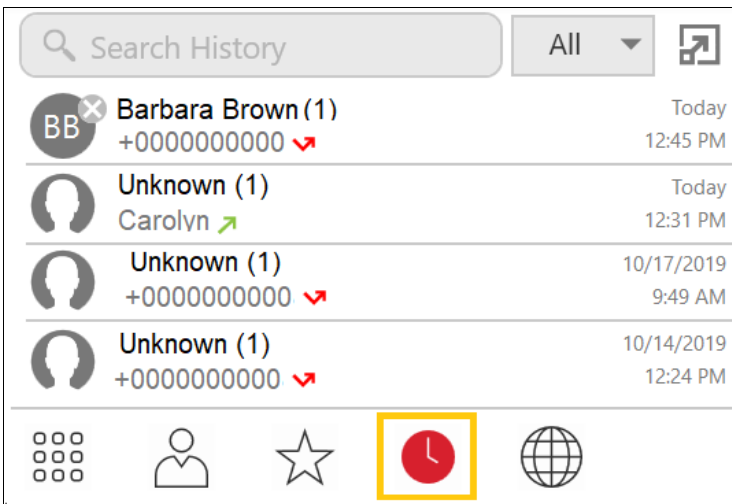 Search History
All
BB
Barbara Brown (1)
Today
+0000000000
12:45 PM
Unknown (1)
Today
Carolyn
12:31 PM
Unknown (1)
10/17/2019
+0000000000
9:49 AM
Unknown (1)
10/14/2019
+0000000000
12:24 PM